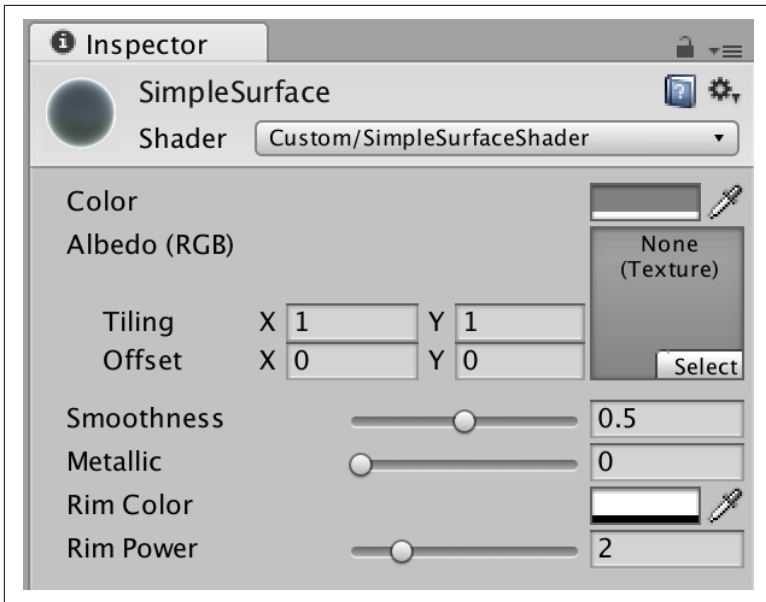 Inspector
SimpleSurface
Shader Custom/SimpleSurfaceShader
Color
Albedo (RGB)
None
(Texture)
Tiling X 1 Y 1
Offset X 0 Y 0
Select
Smoothness 0.5
Metallic 0
Rim Color
Rim Power 2